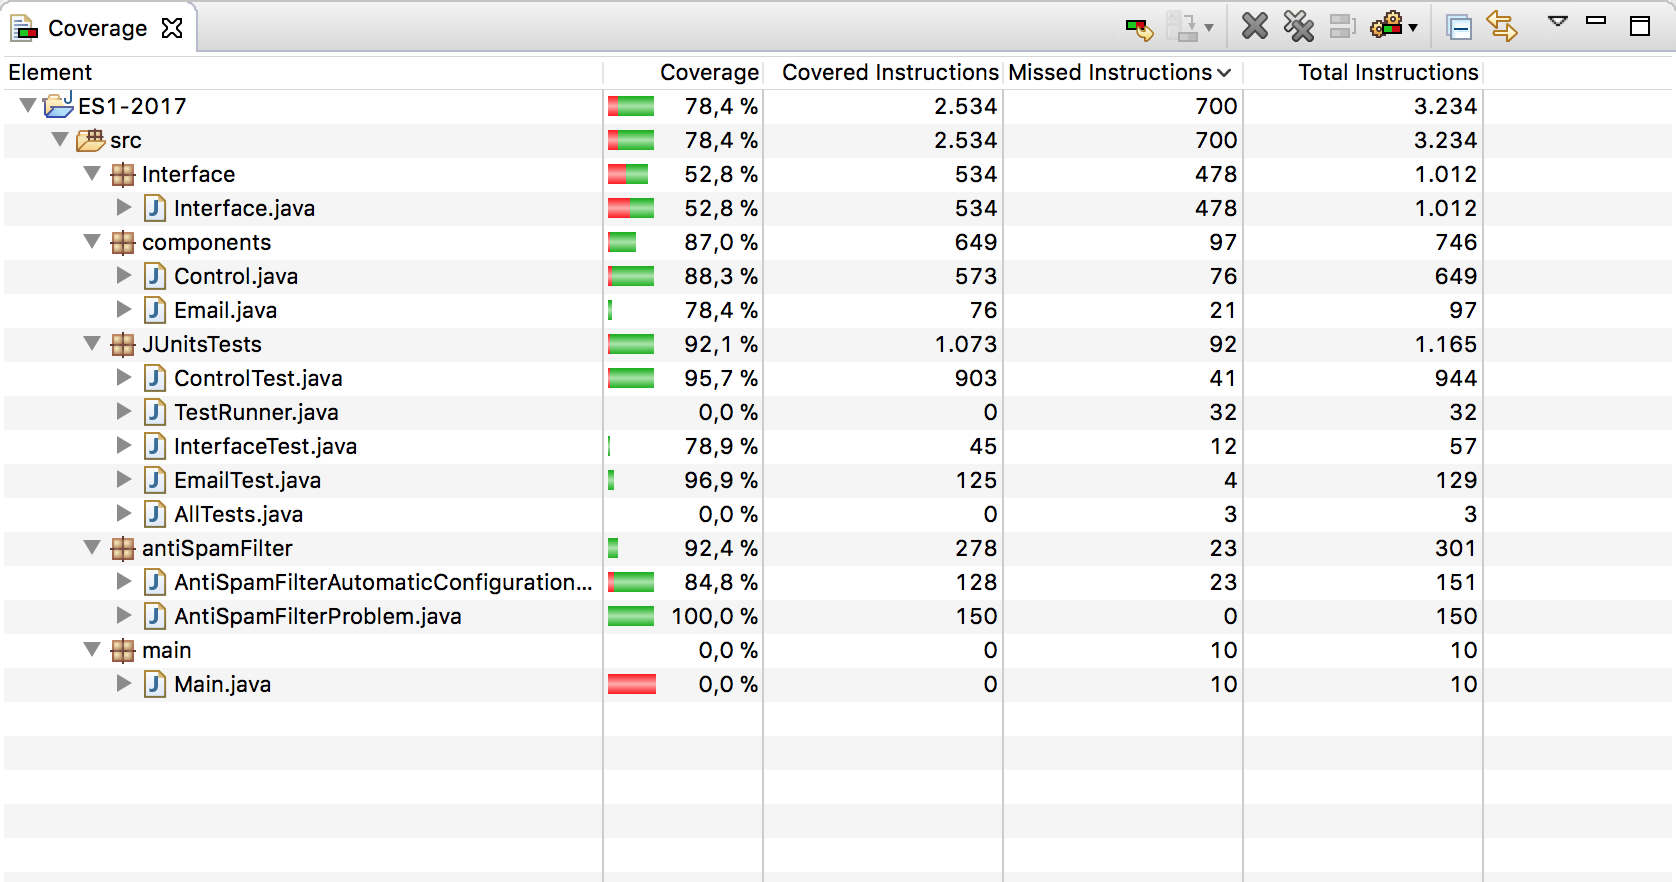 Coverage
Element Coverage Covered Instructions Missed Instructions Total Instructions
ES1-2017 78,4 % 2.534 700 3.234
src 78,4 % 2.534 700 3.234
Interface 52,8 % 534 478 1.012
Interface.java 52,8 % 534 478 1.012
components 87,0 % 649 97 746
Control.java 88,3 % 573 76 649
Email.java 78,4 % 76 21 97
JUnitsTests 92,1 % 1.073 92 1.165
ControlTest.java 95,7 % 903 41 944
TestRunner.java 0,0 % 0 32 32
InterfaceTest.java 78,9 % 45 12 57
EmailTest.java 96,9 % 125 4 129
AllTests.java 0,0 % 0 3 3
antiSpamFilter 92,4 % 278 23 301
AntiSpamFilterAutomaticConfiguration... 84,8 % 128 23 151
AntiSpamFilterProblem.java 100,0 % 150 0 150
main 0,0 % 0 10 10
Main.java 0,0 % 0 10 10